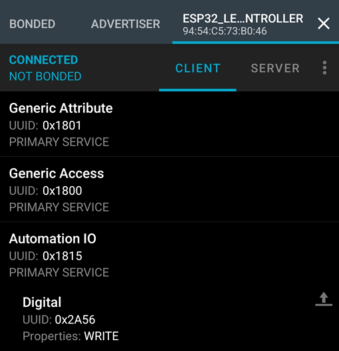 BONDED ADVERTISER ESP32_LE...NTROLLER
94:54:C5:73:B0:46
CONNECTED
NOT BONDED
CLIENT SERVER
Generic Attribute
UUID: 0x1801
PRIMARY SERVICE
Generic Access
UUID: 0x1800
PRIMARY SERVICE
Automation IO
UUID: 0x1815
PRIMARY SERVICE
Digital
UUID: 0x2A56
Properties: WRITE